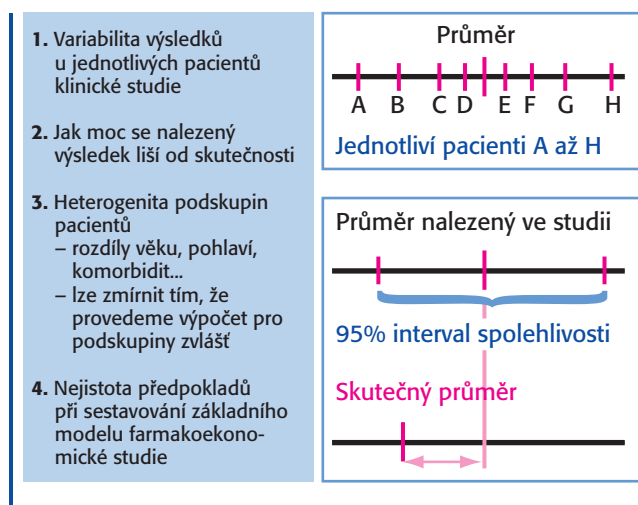 1. Variabilita výsledků
u jednotlivých pacientů
klinické studie
2. Jak moc se nalezený
výsledek liší od skutečnosti
3. Heterogenita podskupin
pacientů
– rozdíly věku, pohlaví,
komorbidit...
– lze zmírnit tím, že
provedeme výpočet pro
podskupiny zvlášť
4. Nejistota předpokladů
při sestavování základního
modelu farmakoekono-
mické studie
Průměr
A B C D E F G H
Jednotliví pacienti A až H
Průměr nalezený ve studii
95% interval spolehlivosti
Skutečný průměr